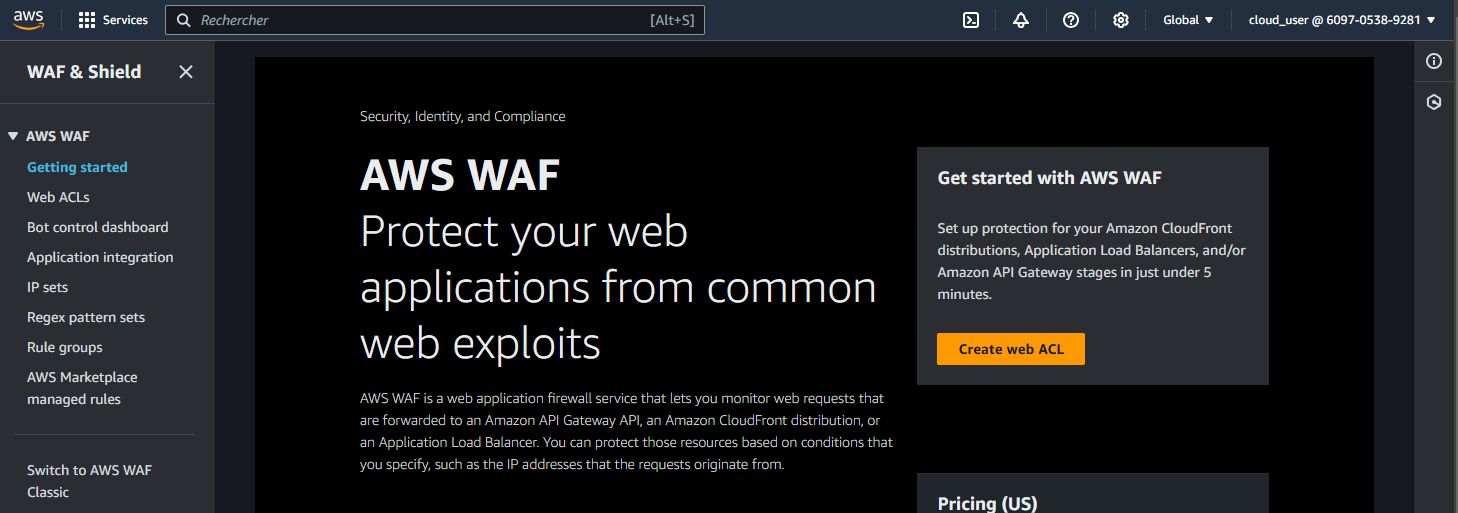 aws
Services
Rechercher
[Alt+S]
Global
cloud_user @ 6097-0538-9281
WAF & Shield
AWS WAF
Getting started
Web ACLs
Bot control dashboard
Application integration
IP sets
Regex pattern sets
Rule groups
AWS Marketplace
managed rules
Switch to AWS WAF
Classic
Security, Identity, and Compliance
AWS WAF
Protect your web
applications from common
web exploits
AWS WAF is a web application firewall service that lets you monitor web requests that
are forwarded to an Amazon API Gateway API, an Amazon CloudFront distribution, or
an Application Load Balancer. You can protect those resources based on conditions that
you specify, such as the IP addresses that the requests originate from.
Get started with AWS WAF
Set up protection for your Amazon CloudFront
distributions, Application Load Balancers, and/or
Amazon API Gateway stages in just under 5
minutes.
Create web ACL
Pricing (US)